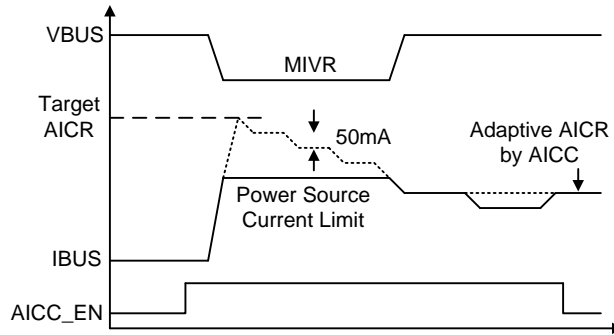 VBUS
MIVR
Target
AICR
50mA
Adaptive AICR
by AICC
Power Source
Current Limit
IBUS
AICC_EN